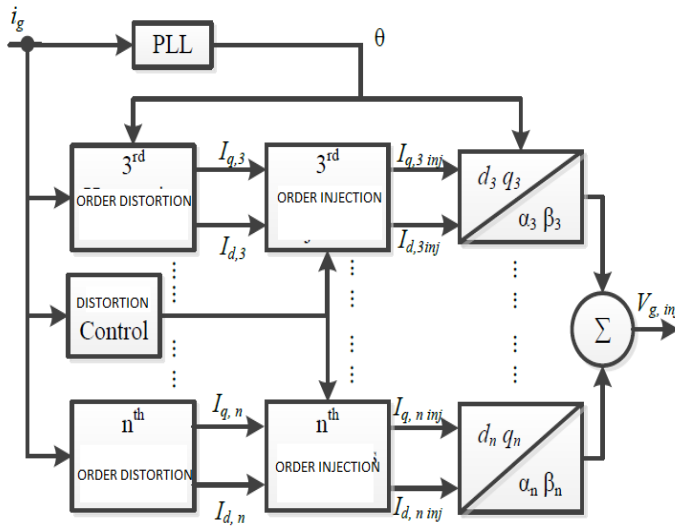 i_g
PLL
θ
3rd
ORDER DISTORTION
I_q,3
I_d,3
3rd
ORDER INJECTION
I_q,3 inj
I_d,3inj
d_3 q_3
α_3 β_3
DISTORTION
Control
Σ
V_g, inj
nth
ORDER DISTORTION
I_q, n
I_d, n
nth
ORDER INJECTION
I_q, n inj
I_d, n inj
d_n q_n
α_n β_n